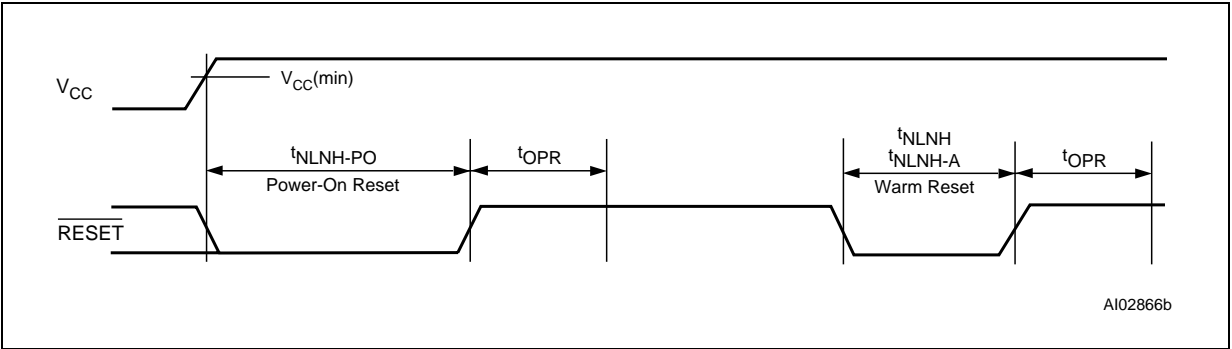 VCC
VCC(min)
tNLNH-PO
Power-On Reset
tOPR
tNLNH
tNLNH-A
Warm Reset
tOPR
RESET
AI02866b